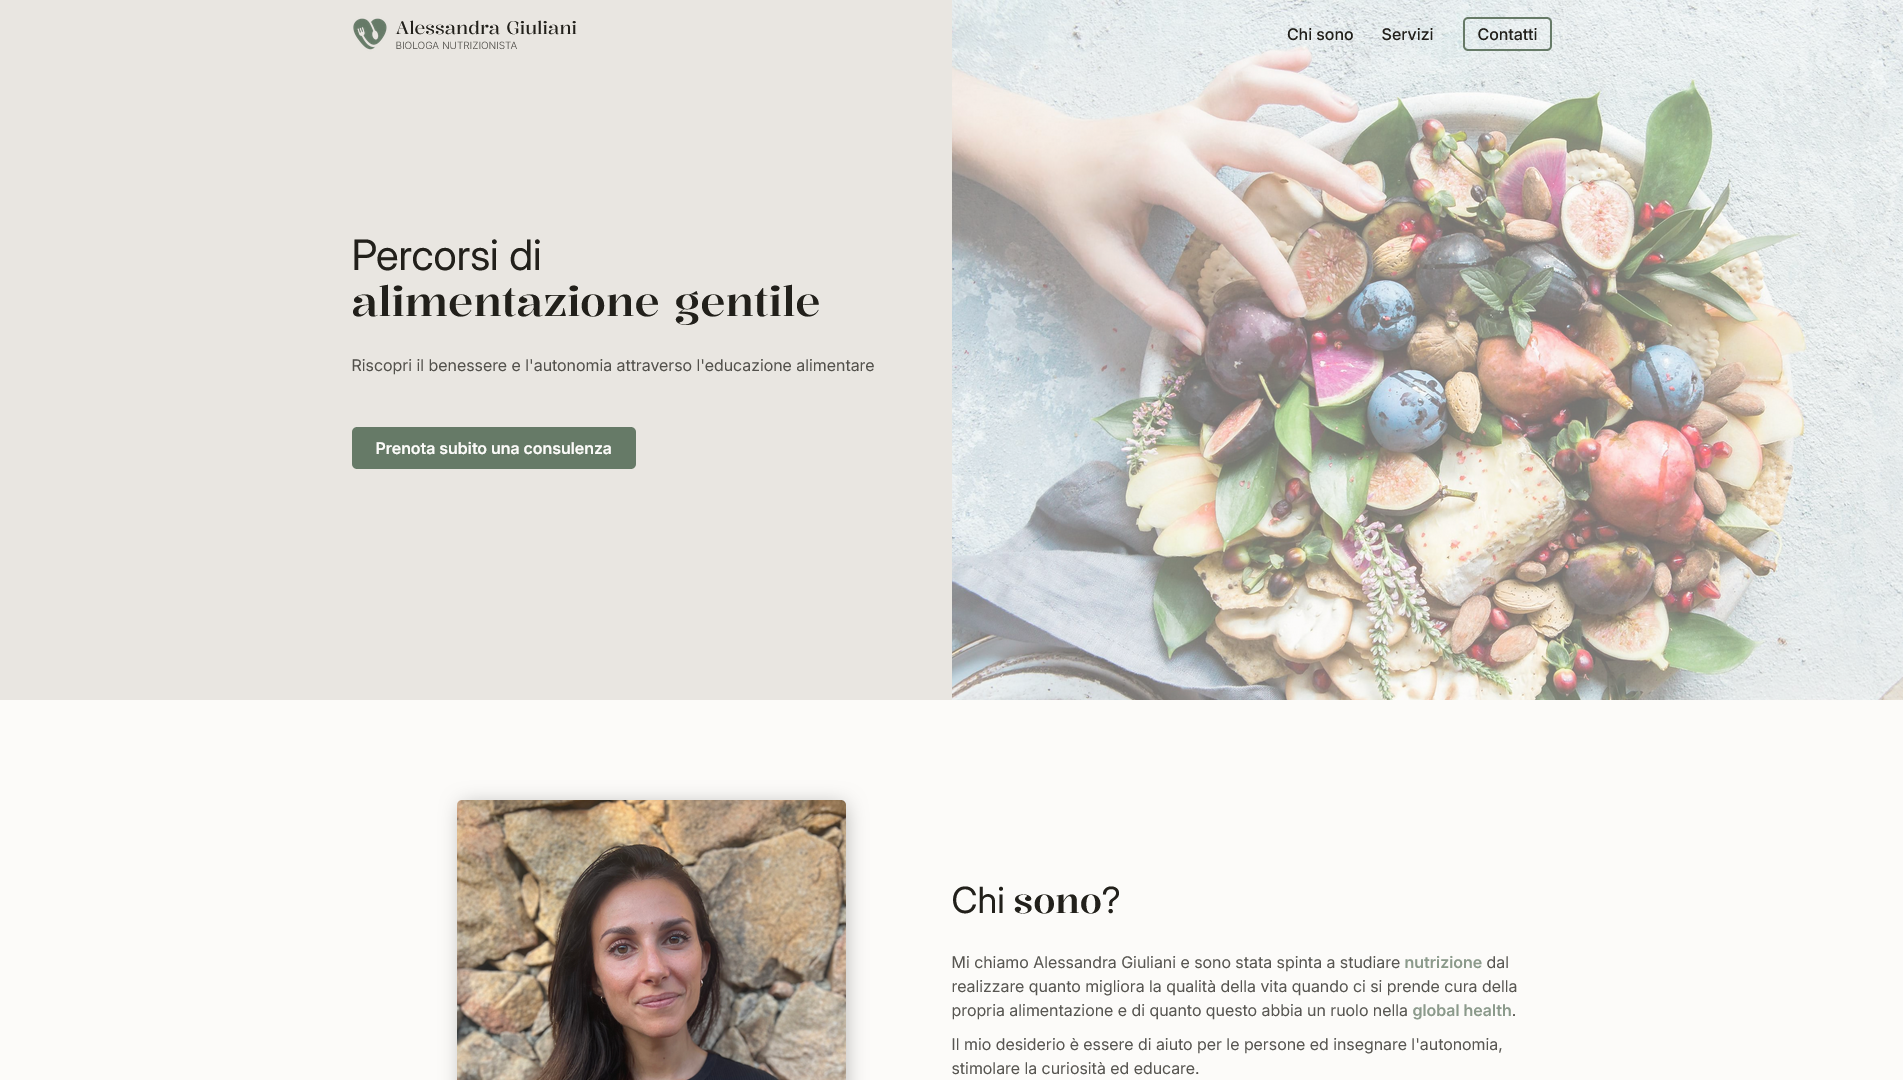 Alessandra Giuliani
BIOLOGA NUTRIZIONISTA
Chi sono
Servizi
Contatti
Percorsi di
alimentazione gentile
Riscopri il benessere e l'autonomia attraverso l'educazione alimentare
Prenota subito una consulenza
Chi sono?
Mi chiamo Alessandra Giuliani e sono stata spinta a studiare nutrizione dal
realizzare quanto migliora la qualità della vita quando ci si prende cura della
propria alimentazione e di quanto questo abbia un ruolo nella global health.
Il mio desiderio è essere di aiuto per le persone ed insegnare l'autonomia,
stimolare la curiosità ed educare.